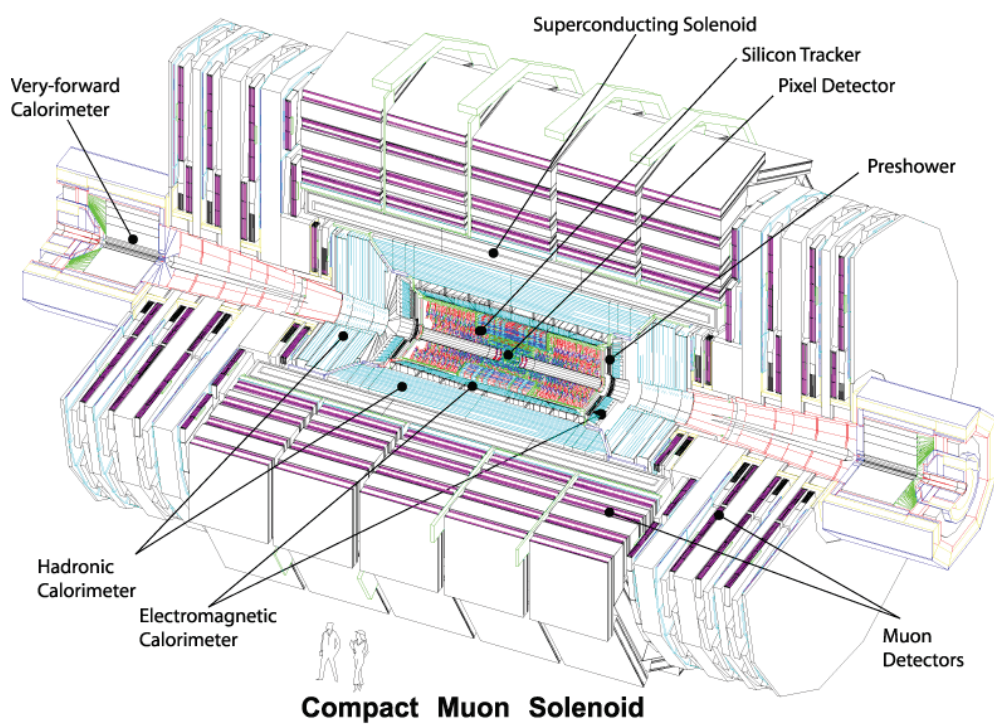 Superconducting Solenoid
Silicon Tracker
Pixel Detector
Very-forward
Calorimeter
Preshower
Hadronic
Calorimeter
Electromagnetic
Calorimeter
Muon
Detectors
Compact Muon Solenoid